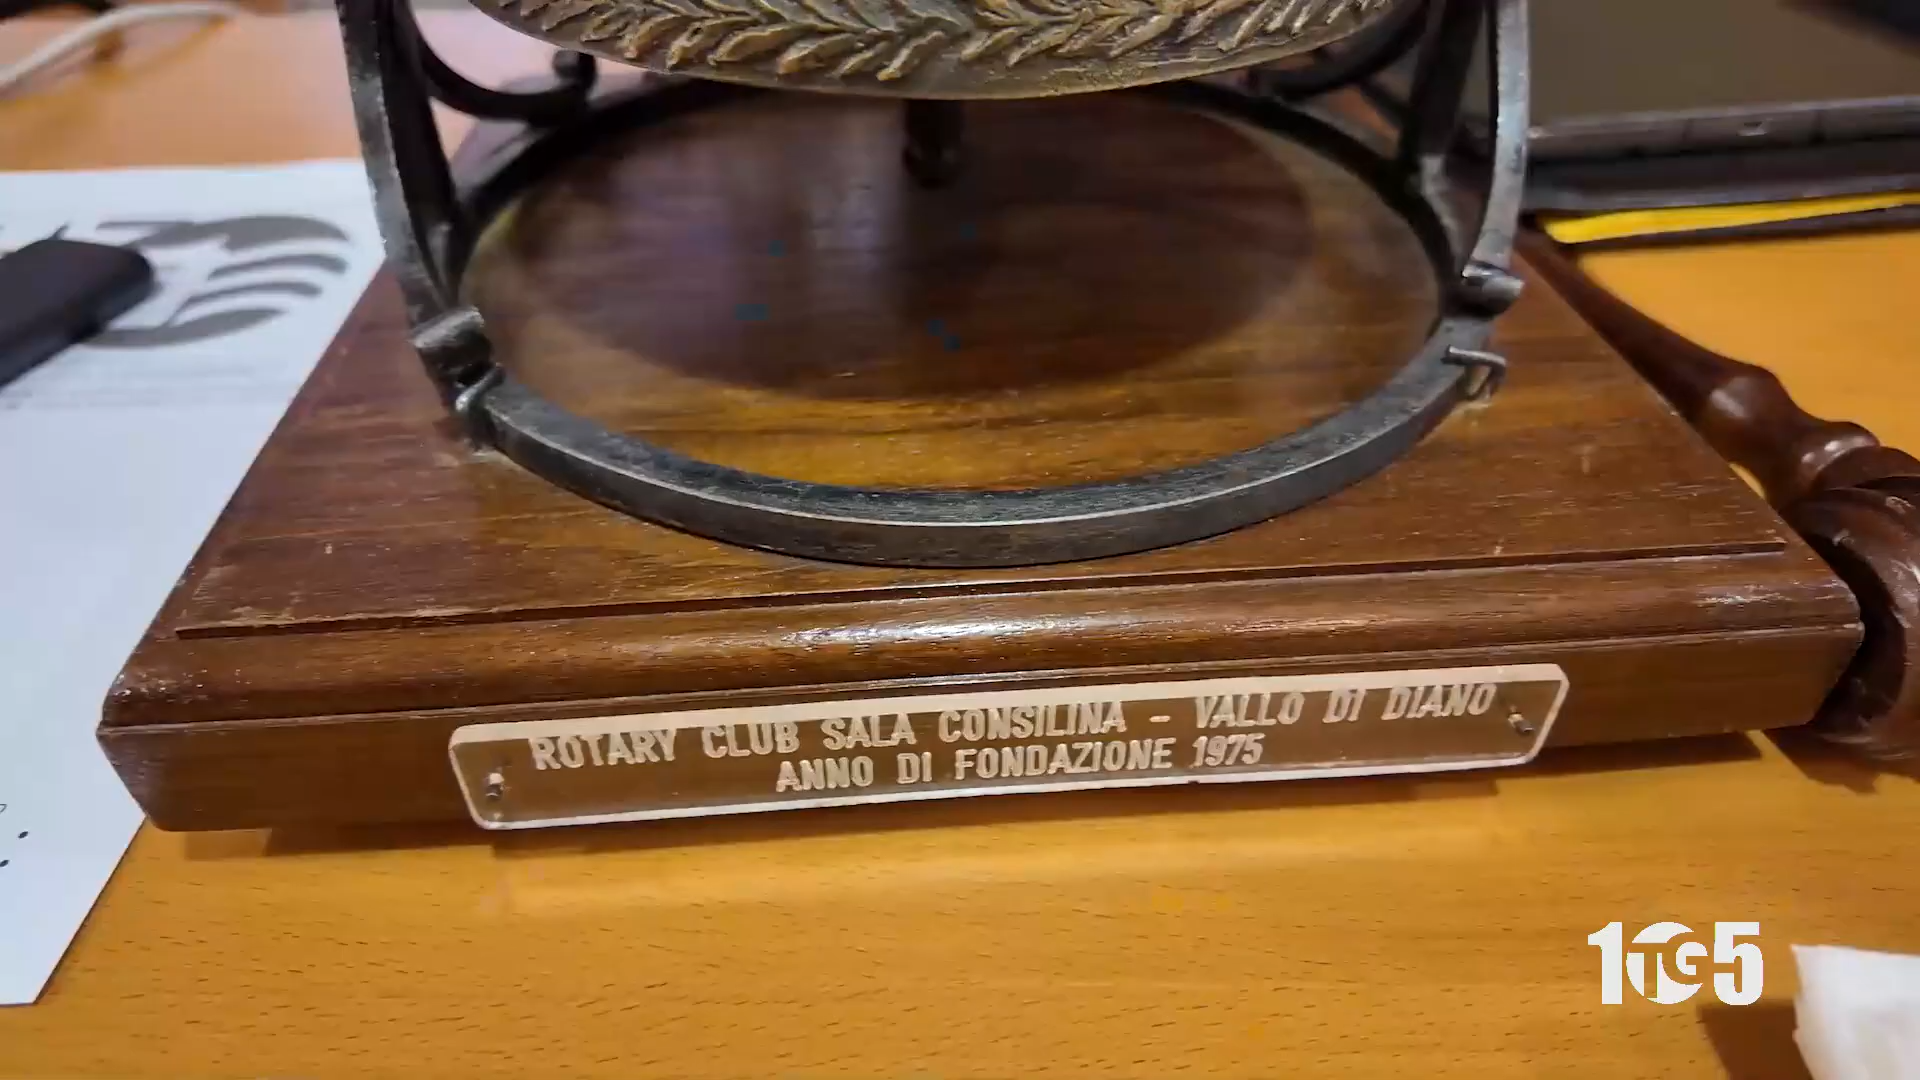 ROTARY CLUB SALA CONSILINA - VALLO DI DIANO
ANNO DI FONDAZIONE 1975
1TG5